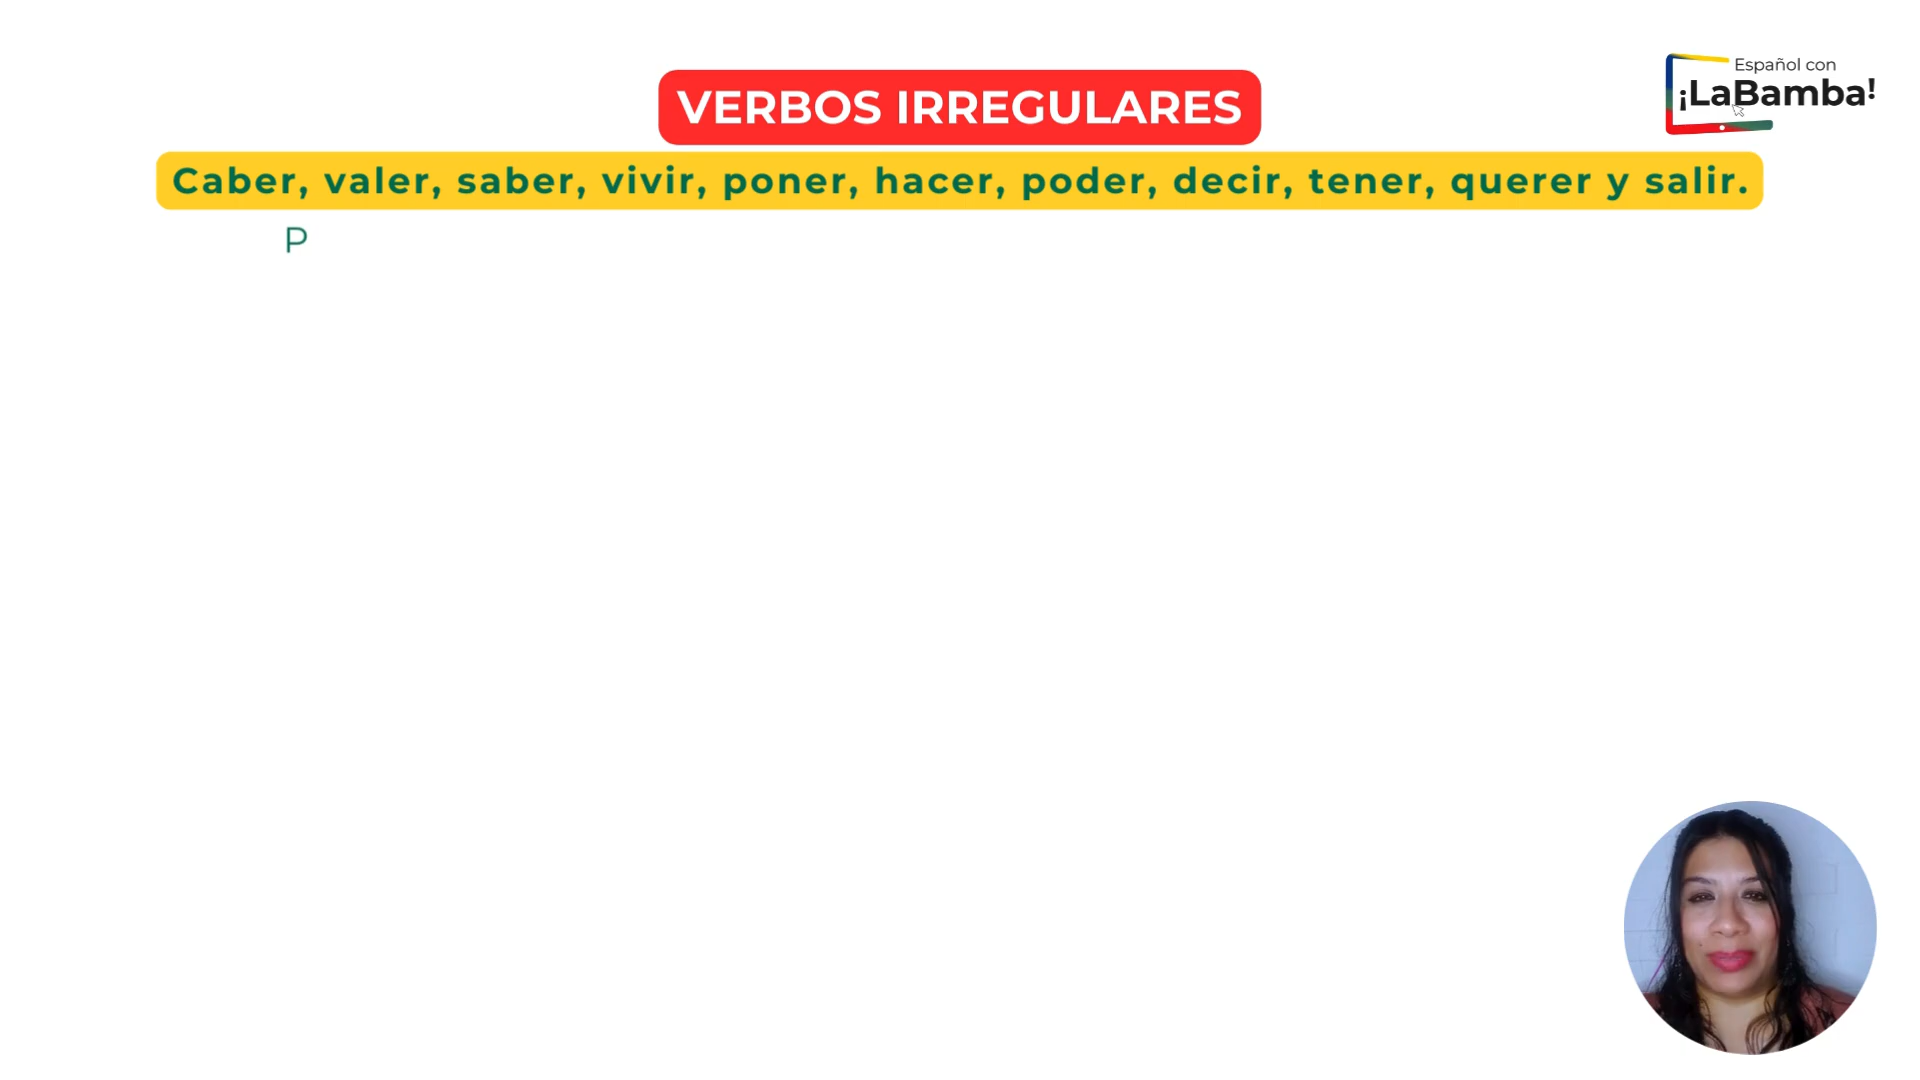 Español con
¡LaBamba!
VERBOS IRREGULARES
Caber, valer, saber, vivir, poner, hacer, poder, decir, tener, querer y salir.
P